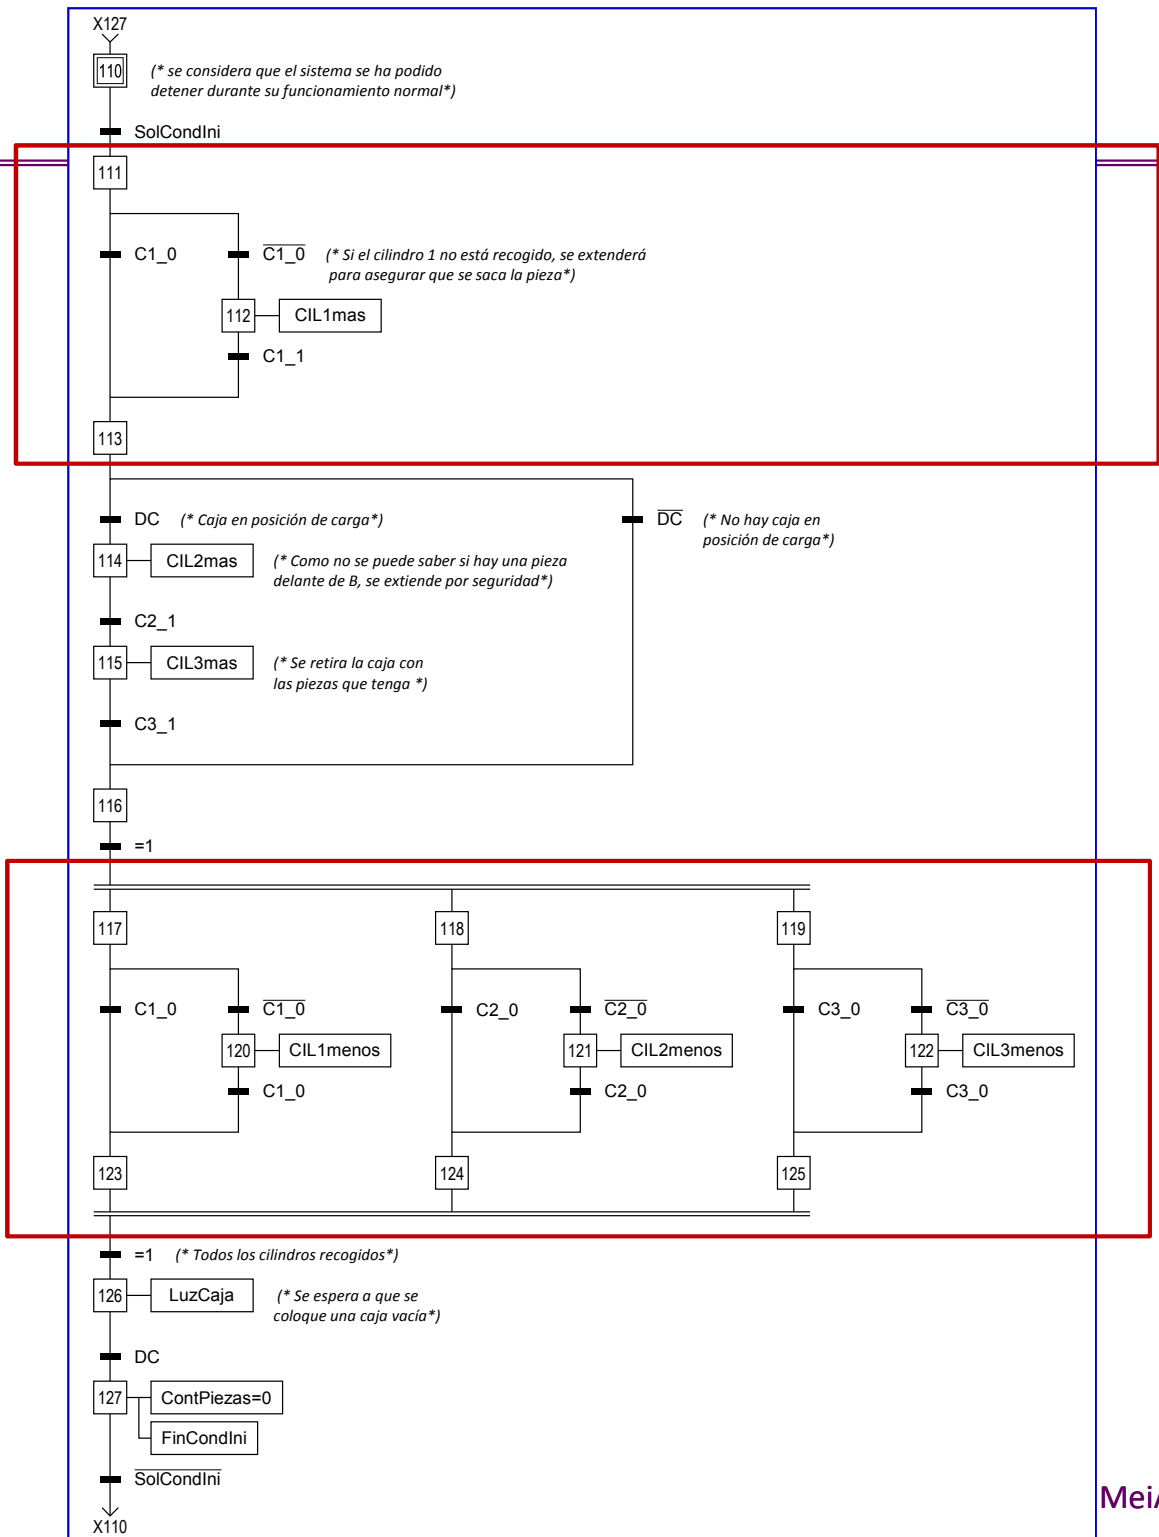 X127
110
(* se considera que el sistema se ha podido
detener durante su funcionamiento normal*)
SolCondIni
111
C1_0
C1_0
(* Si el cilindro 1 no está recogido, se extenderá
para asegurar que se saca la pieza*)
112
CIL1mas
C1_1
113
DC
(* Caja en posición de carga*)
DC
(* No hay caja en
posición de carga*)
114
CIL2mas
(* Como no se puede saber si hay una pieza
delante de B, se extiende por seguridad*)
C2_1
115
CIL3mas
(* Se retira la caja con
las piezas que tenga *)
C3_1
116
=1
117
118
119
C1_0
C1_0
C2_0
C2_0
C3_0
C3_0
120
CIL1menos
121
CIL2menos
122
CIL3menos
C1_0
C2_0
C3_0
123
124
125
=1
(* Todos los cilindros recogidos*)
126
LuzCaja
(* Se espera a que se
coloque una caja vacía*)
DC
127
ContPiezas=0
FinCondIni
SolCondIni
X110